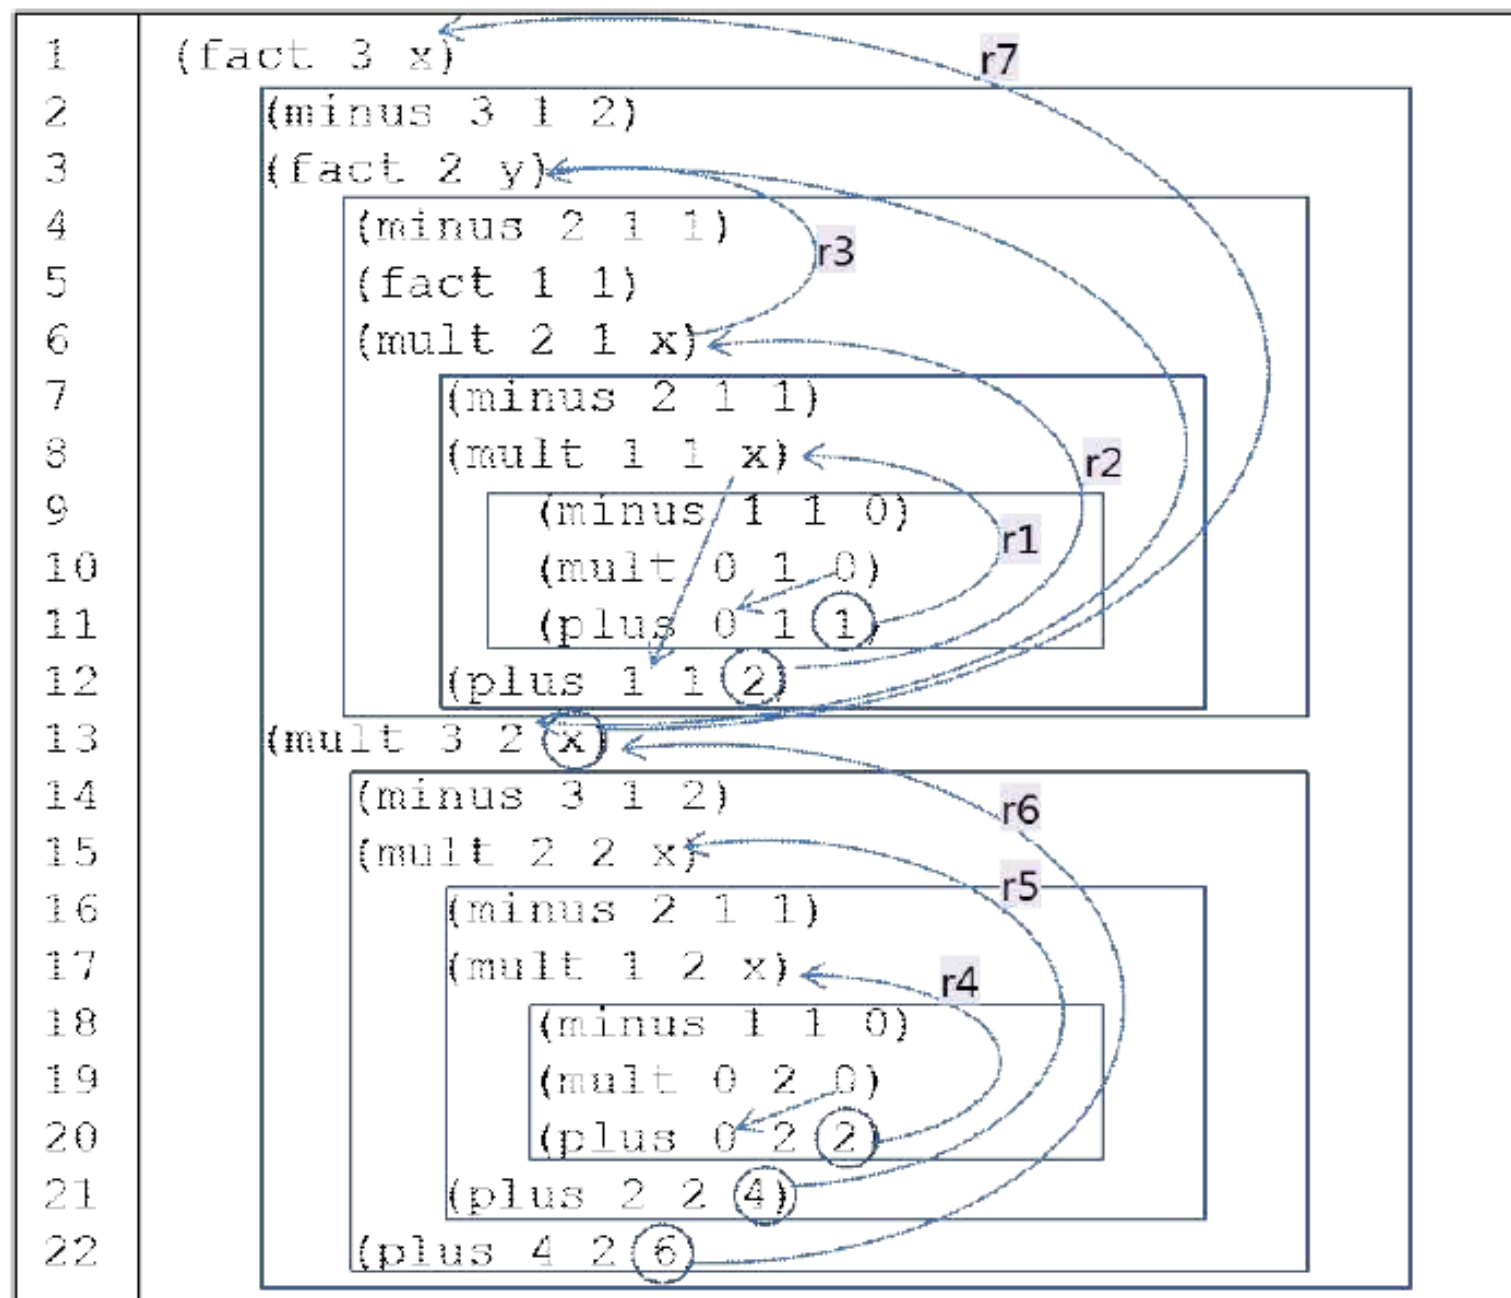 1 (fact 3 x)
r7
2 (minus 3 1 2)
3 (fact 2 y)
4 (minus 2 1 1)
r3
5 (fact 1 1)
6 (mult 2 1 x)
7 (minus 2 1 1)
8 (mult 1 1 x)
r2
9 (minus 1 1 0)
r1
10 (mult 0 1 0)
11 (plus 0 1 1)
12 (plus 1 1 2)
13 (mult 3 2 x)
14 (minus 3 1 2)
r6
15 (mult 2 2 x)
r5
16 (minus 2 1 1)
17 (mult 1 2 x)
r4
18 (minus 1 1 0)
19 (mult 0 2 0)
20 (plus 0 2 2)
21 (plus 2 2 4)
22 (plus 4 2 6)